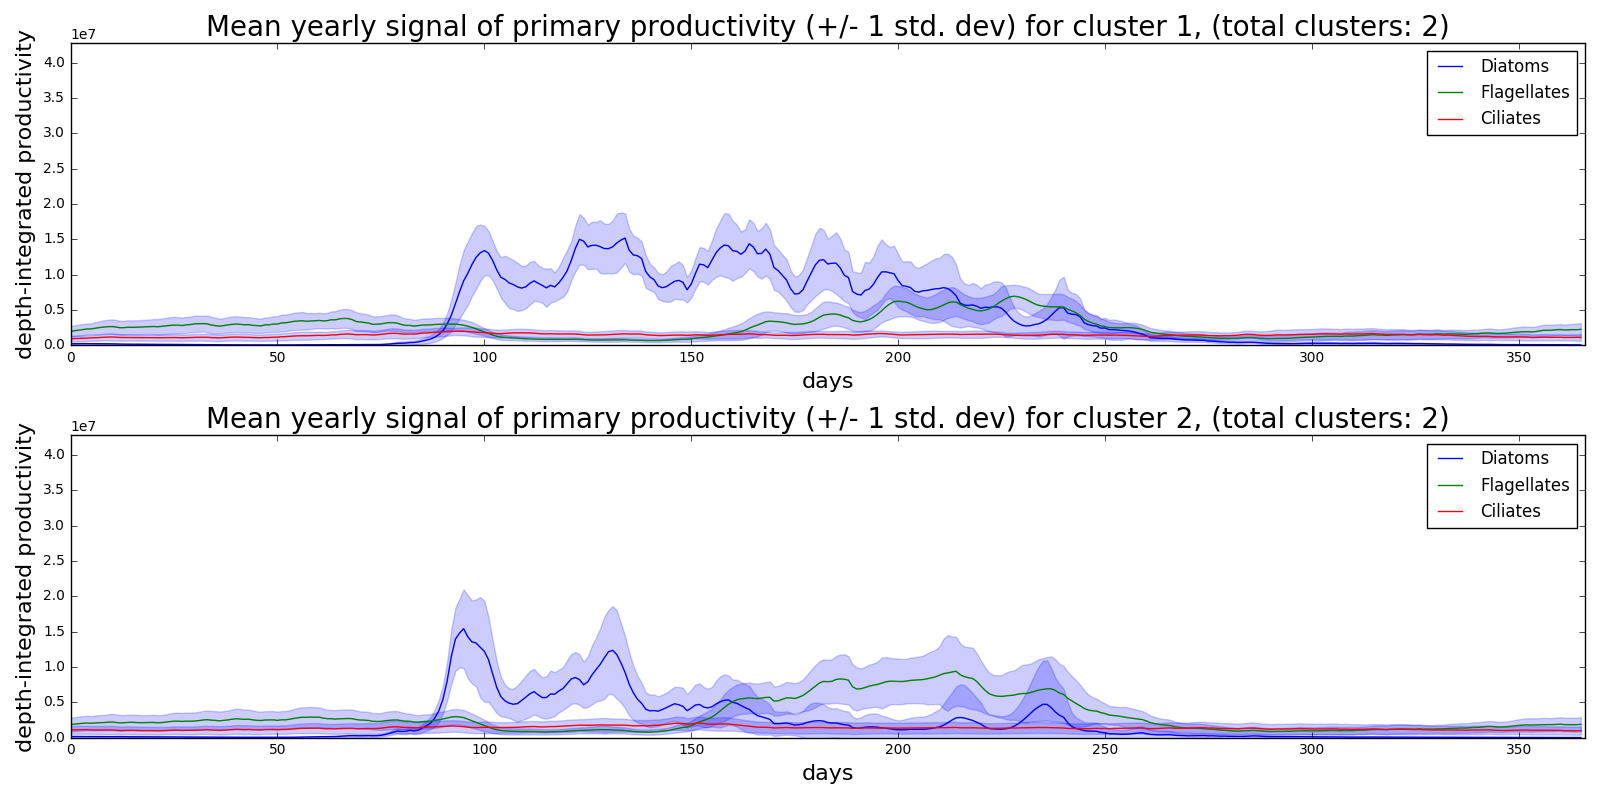 Mean yearly signal of primary productivity (+/- 1 std. dev) for cluster 1, (total clusters: 2)
1e7
depth-integrated productivity
4.0
3.5
3.0
2.5
2.0
1.5
1.0
0.5
0.0
Diatoms
Flagellates
Ciliates
0 50 100 150 200 250 300 350
days
Mean yearly signal of primary productivity (+/- 1 std. dev) for cluster 2, (total clusters: 2)
1e7
depth-integrated productivity
4.0
3.5
3.0
2.5
2.0
1.5
1.0
0.5
0.0
Diatoms
Flagellates
Ciliates
0 50 100 150 200 250 300 350
days